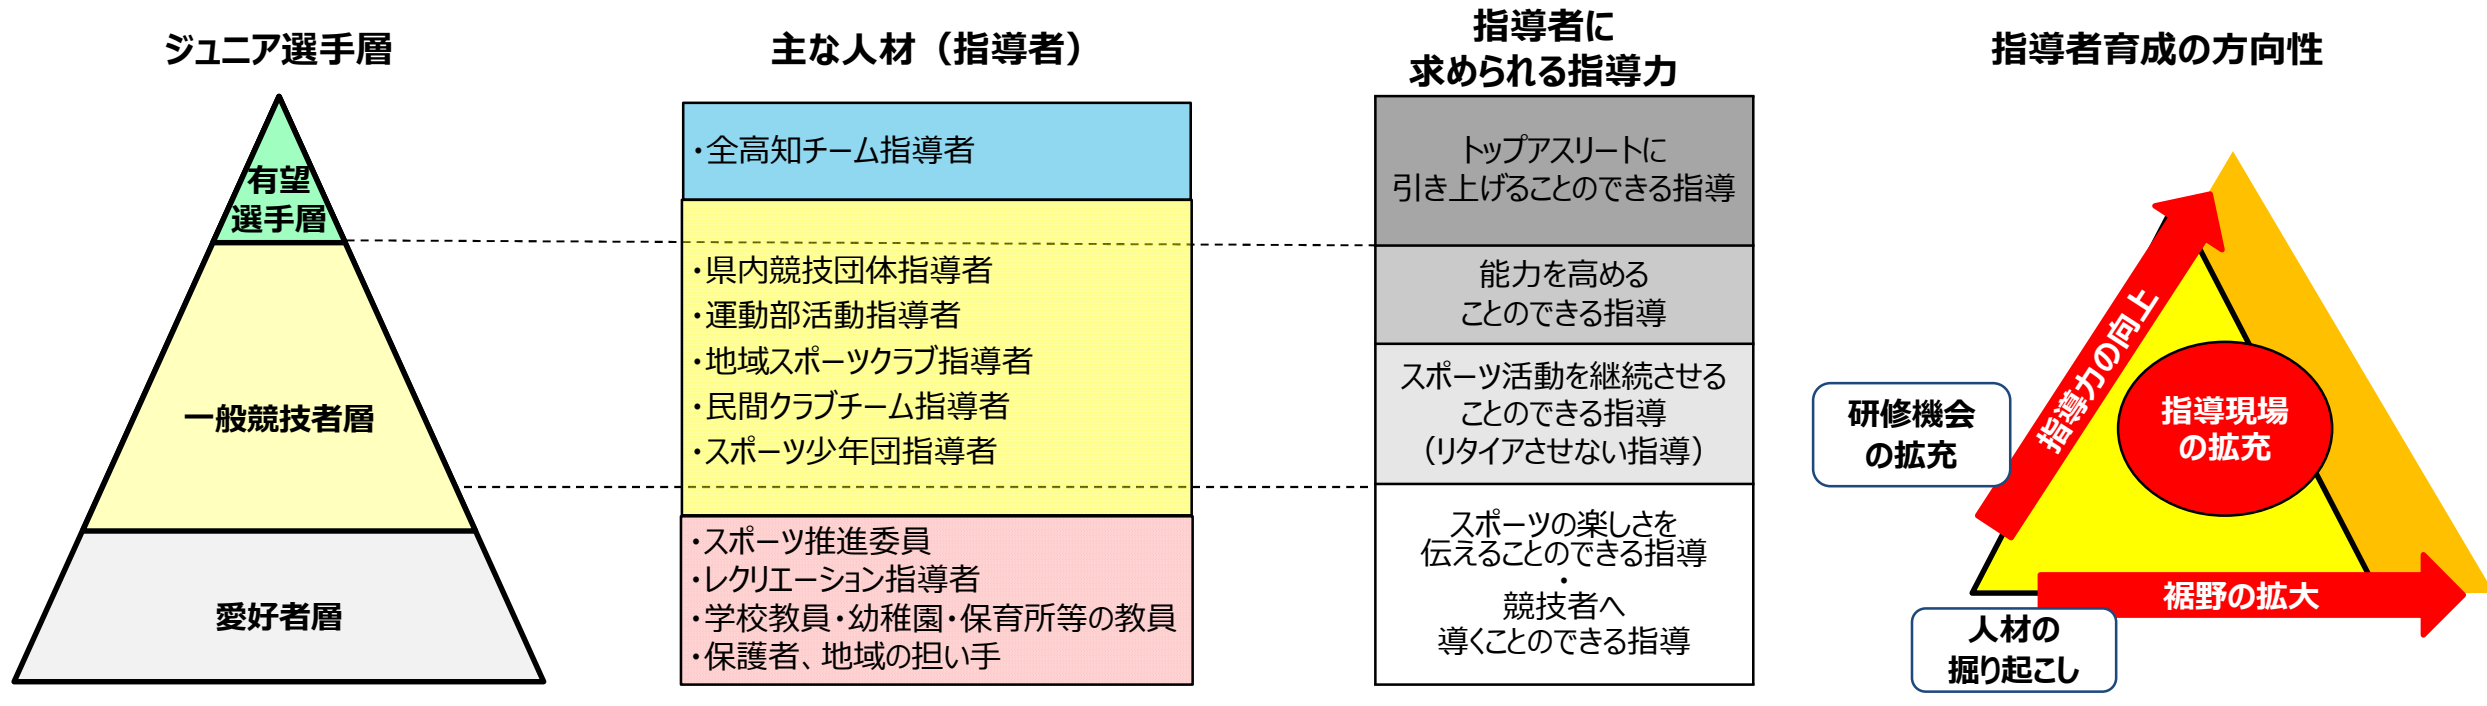 ジュニア選手層
有望
選手層
一般競技者層
愛好者層
主な人材（指導者）
・全高知チーム指導者
・県内競技団体指導者
・運動部活動指導者
・地域スポーツクラブ指導者
・民間クラブチーム指導者
・スポーツ少年団指導者
・スポーツ推進委員
・レクリエーション指導者
・学校教員・幼稚園・保育所等の教員
・保護者、地域の担い手
指導者に
求められる指導力
トップアスリートに
引き上げることのできる指導
能力を高める
ことのできる指導
スポーツ活動を継続させる
ことのできる指導
（リタイアさせない指導）
スポーツの楽しさを
伝えることのできる指導
・
競技者へ
導くことのできる指導
指導者育成の方向性
指導力の向上
研修機会
の拡充
指導現場
の拡充
裾野の拡大
人材の
掘り起こし